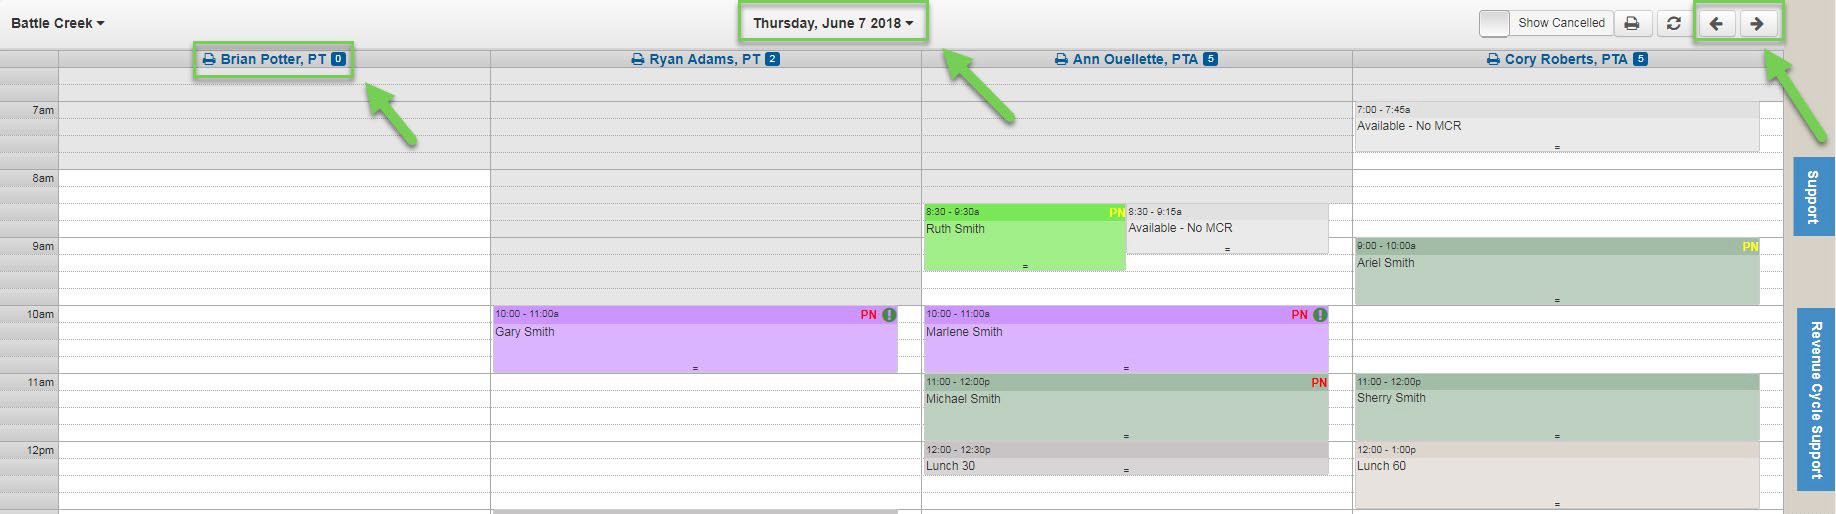 Battle Creek
Thursday, June 7 2018
Show Cancelled
Brian Potter, PT 0
Ryan Adams, PT 2
Ann Ouellette, PTA 5
Cory Roberts, PTA 5
7am
7:00 - 7:45a
Available - No MCR
8am
8:30 - 9:30a PN
Ruth Smith
8:30 - 9:15a
Available - No MCR
9am
9:00 - 10:00a PN
Ariel Smith
10am
10:00 - 11:00a PN
Gary Smith
10:00 - 11:00a PN
Marlene Smith
11am
11:00 - 12:00p PN
Michael Smith
11:00 - 12:00p
Sherry Smith
12pm
12:00 - 12:30p
Lunch 30
12:00 - 1:00p
Lunch 60
Support
Revenue Cycle Support